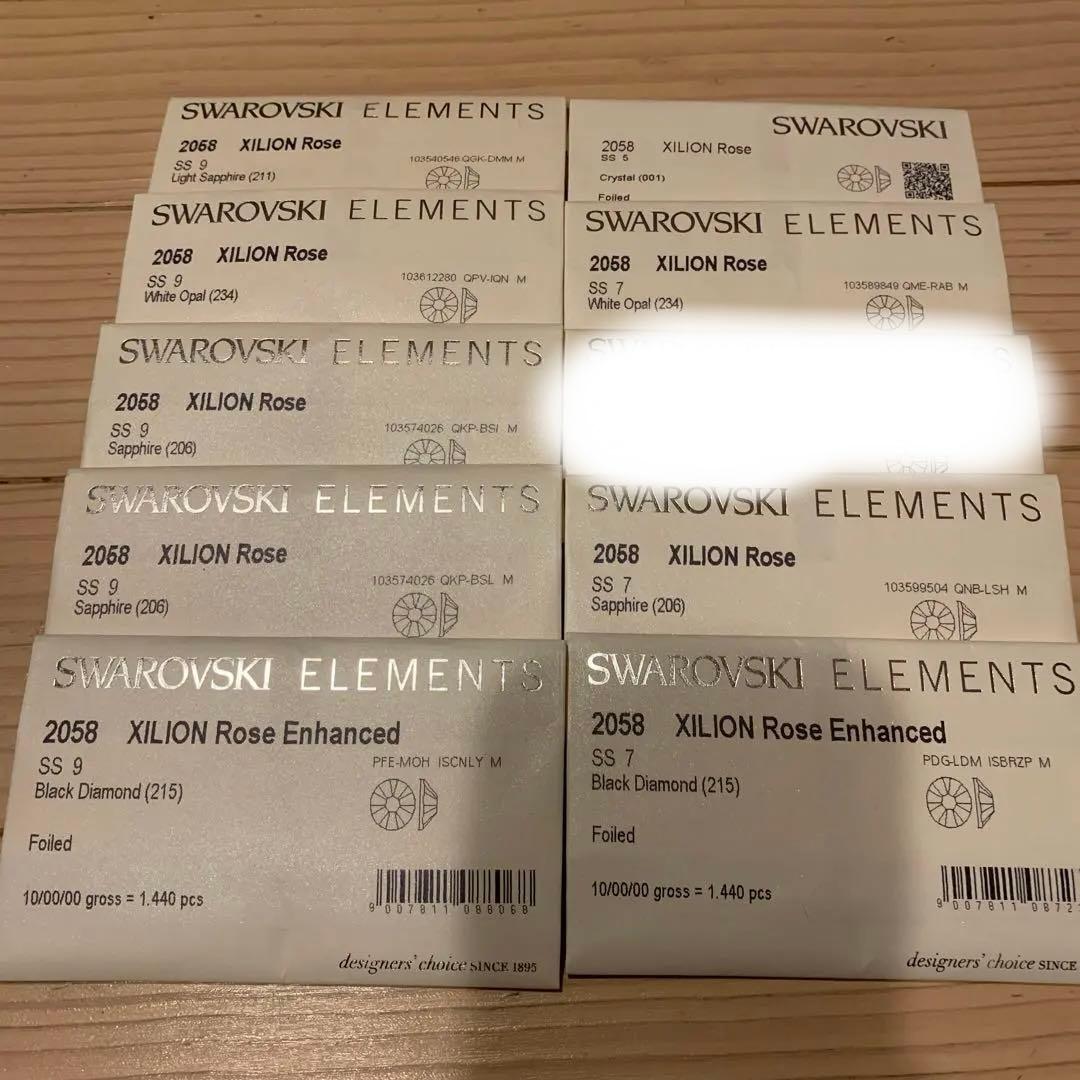 SWAROVSKI ELEMENTS
2058 XILION Rose
SS 9
103540546 QGK-DMM M
Light Sapphire (211)
SWAROVSKI ELEMENTS
2058 XILION Rose
SS 9
103612280 QPV-IQN M
White Opal (234)
SWAROVSKI ELEMENTS
2058 XILION Rose
SS 9
103574026 QKP-BSL M
Sapphire (206)
SWAROVSKI ELEMENTS
2058 XILION Rose
SS 9
103574026 QKP-BSL M
Sapphire (206)
SWAROVSKI ELEMENTS
2058 XILION Rose Enhanced
SS 9
PFE-MOH ISCNLY M
Black Diamond (215)
Foiled
10/00/00 gross = 1.440 pcs
9 007811 088068
designers' choice SINCE 1895
SWAROVSKI
2058 XILION Rose
SS 5
Crystal (001)
Foiled
SWAROVSKI ELEMENTS
2058 XILION Rose
SS 7
103589849 QME-RAB M
White Opal (234)
SWAROVSKI ELEMENTS
2058 XILION Rose
SS 7
103599504 QNB-LSH M
Sapphire (206)
SWAROVSKI ELEMENTS
2058 XILION Rose Enhanced
SS 7
PDG-LDM ISBRZP M
Black Diamond (215)
Foiled
10/00/00 gross = 1.440 pcs
9 007811 0872
designers' choice SINCE